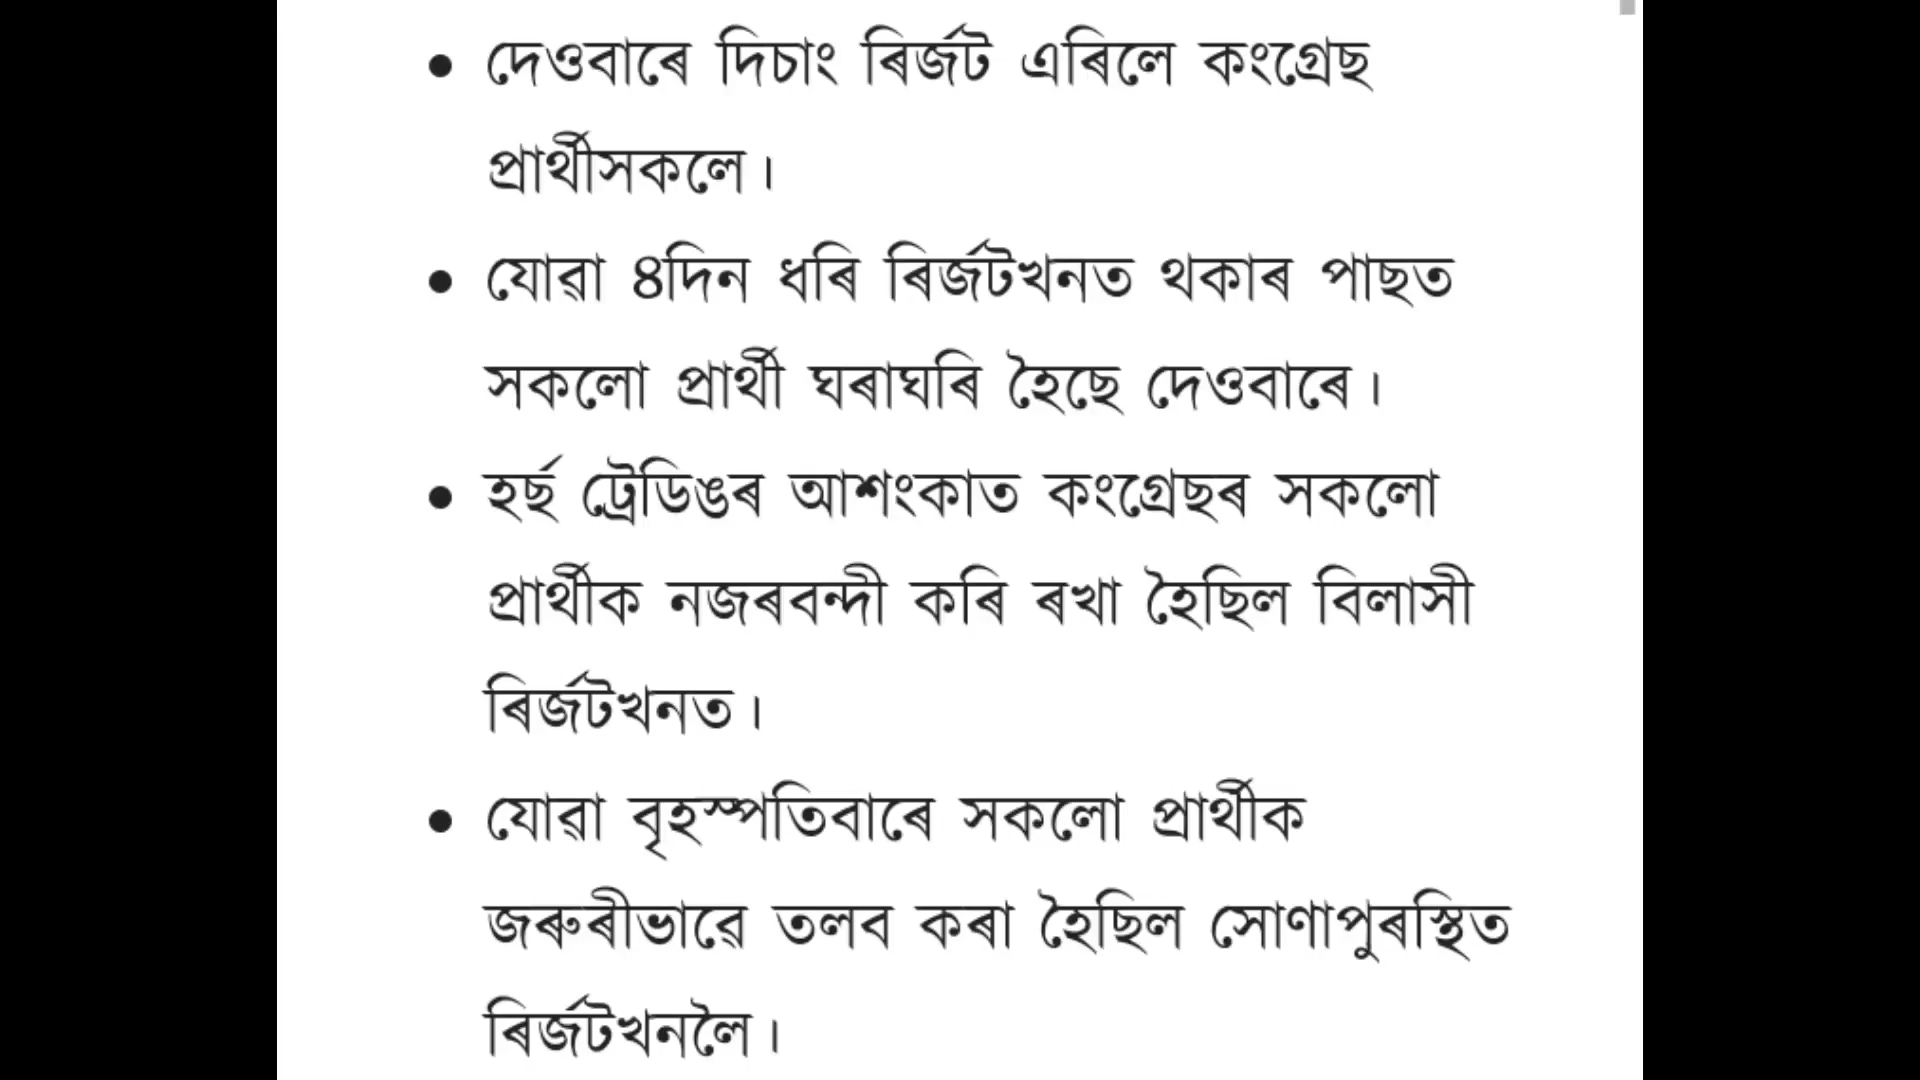 • দেওবাৰে দিচাং ৰিৰ্জট এৰিলে কংগ্ৰেছ
প্ৰাৰ্থীসকলে।
• যোৱা ৪দিন ধৰি ৰিৰ্জটখনত থকাৰ পাছত
সকলো প্ৰাৰ্থী ঘৰাঘৰি হৈছে দেওবাৰে।
• হৰ্ছ ট্ৰেডিঙৰ আশংকাত কংগ্ৰেছৰ সকলো
প্ৰাৰ্থীক নজৰবন্দী কৰি ৰখা হৈছিল বিলাসী
ৰিৰ্জটখনত।
• যোৱা বৃহস্পতিবাৰে সকলো প্ৰাৰ্থীক
জৰুৰীভাৱে তলব কৰা হৈছিল সোণাপুৰস্থিত
ৰিৰ্জটখনলৈ।